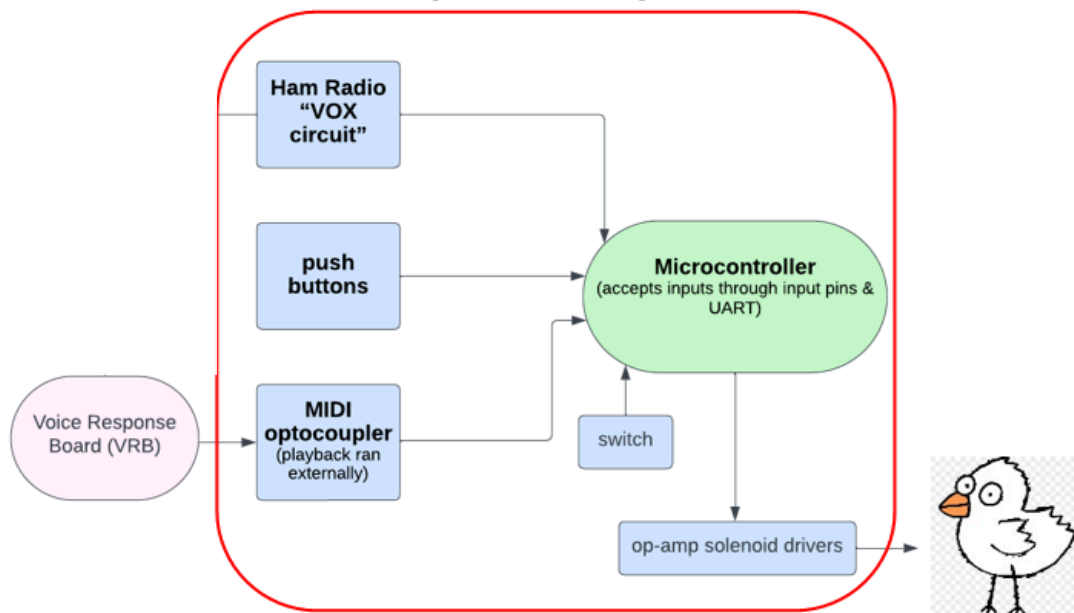 Ham Radio
“VOX
circuit”
push
buttons
Microcontroller
(accepts inputs through input pins &
UART)
Voice Response
Board (VRB)
MIDI
optocoupler
(playback ran
externally)
switch
op-amp solenoid drivers